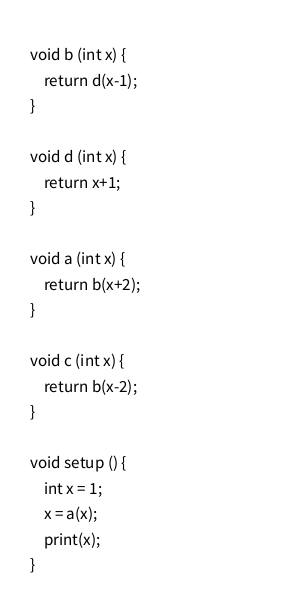 void b (int x) {
    return d(x-1);
}

void d (int x) {
    return x+1;
}

void a (int x) {
    return b(x+2);
}

void c (int x) {
    return b(x-2);
}

void setup () {
    int x = 1;
    x = a(x);
    print(x);
}